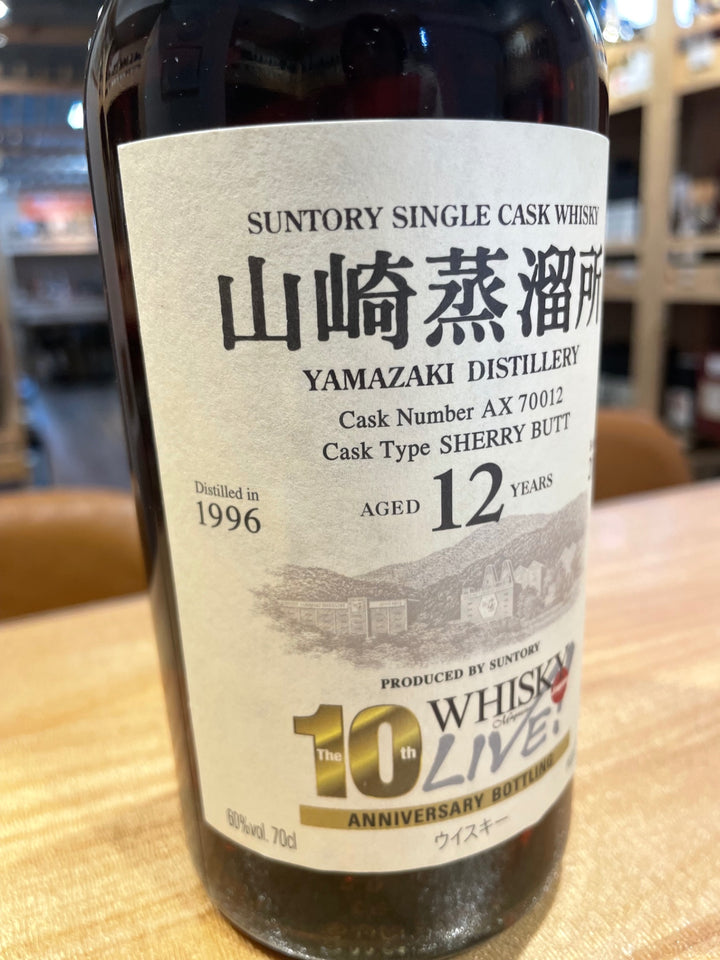 SUNTORY SINGLE CASK WHISKY
山崎蒸溜所
YAMAZAKI DISTILLERY
Cask Number AX 70012
Cask Type SHERRY BUTT
Distilled in
1996
AGED 12 YEARS
PRODUCED BY SUNTORY
The 10th
WHISKY
Magazine
LIVE!
ANNIVERSARY BOTTLING
60%vol. 70cl
ウイスキー